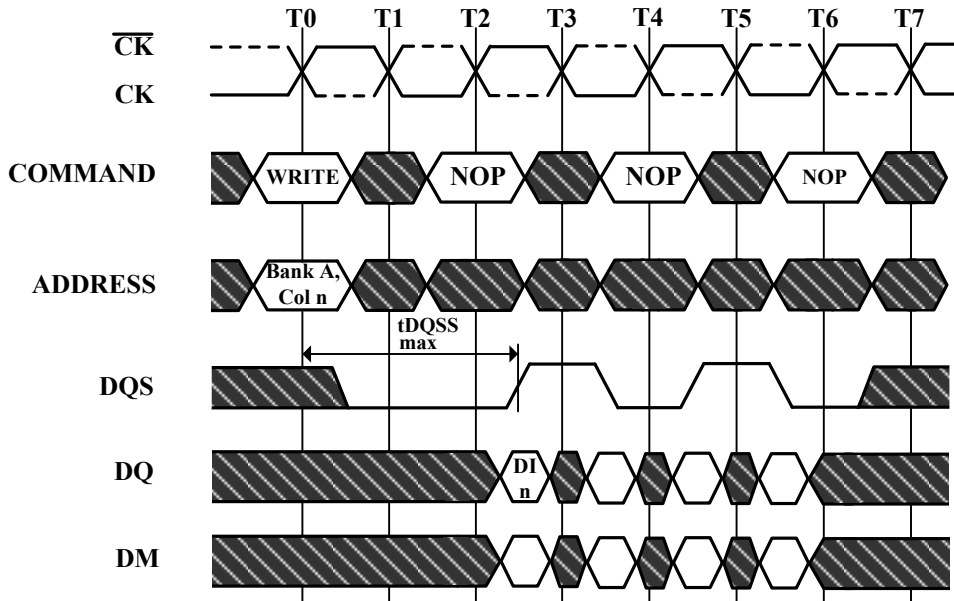 T0 T1 T2 T3 T4 T5 T6 T7
CK
CK
COMMAND
WRITE NOP NOP NOP
ADDRESS
Bank A,
Col n
tDQSS
max
DQS
DQ
DI
n
DM